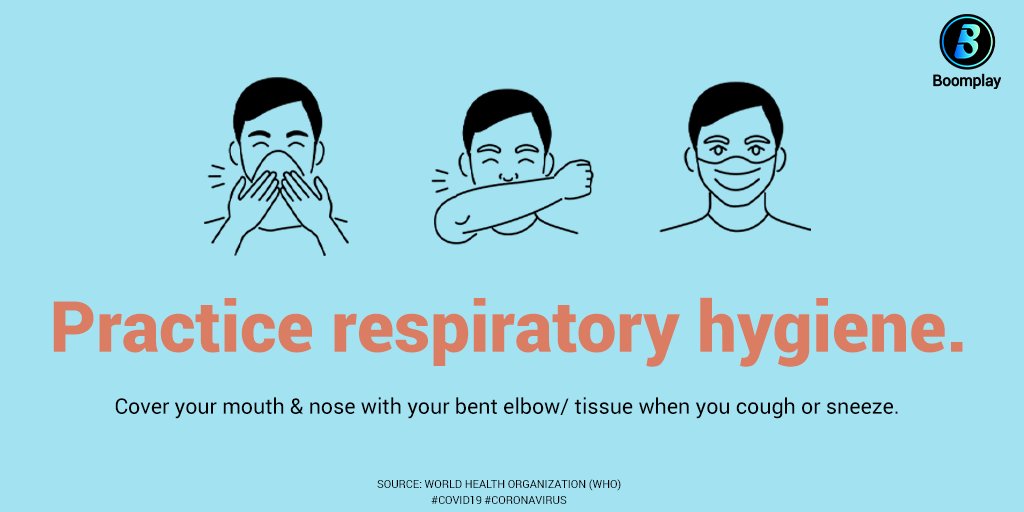 B
Boomplay
Practice respiratory hygiene.
Cover your mouth & nose with your bent elbow/ tissue when you cough or sneeze.
SOURCE: WORLD HEALTH ORGANIZATION (WHO)
#COVID19 #CORONAVIRUS